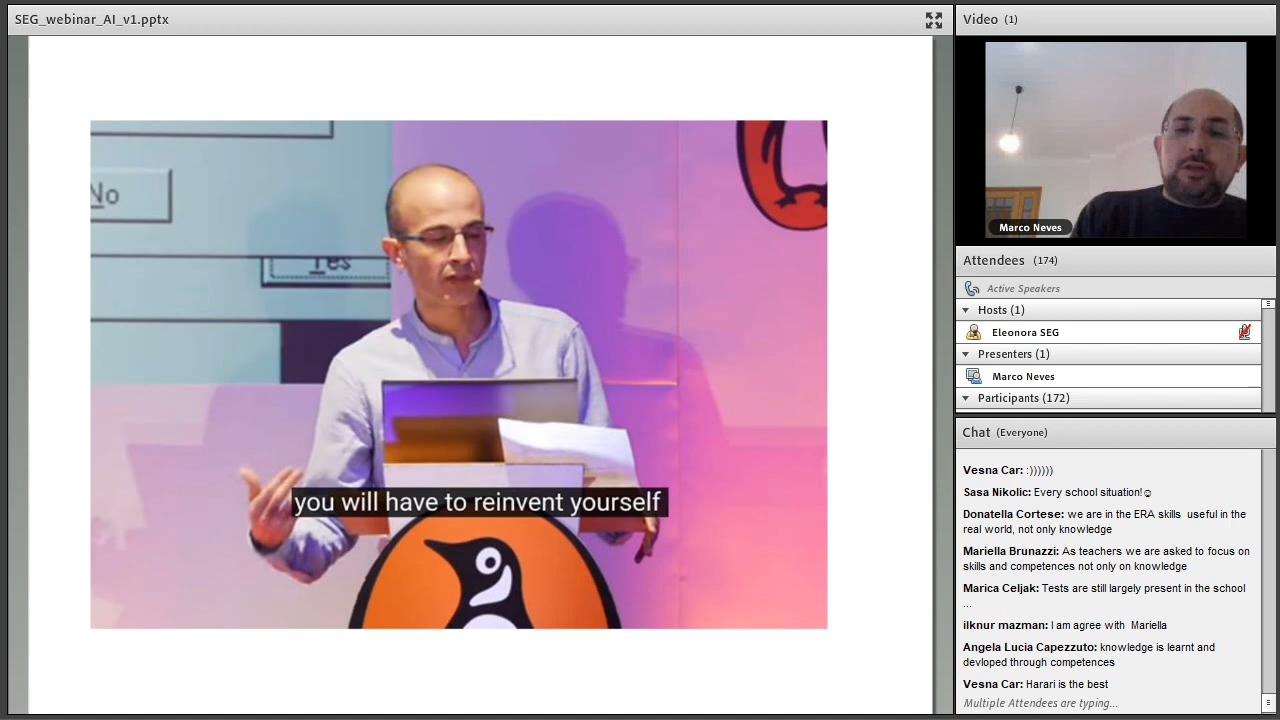 SEG_webinar_AI_v1.pptx
No
Yes
you will have to reinvent yourself
Video (1)
Marco Neves
Attendees (174)
Active Speakers
Hosts (1)
Eleonora SEG
Presenters (1)
Marco Neves
Participants (172)
Chat (Everyone)
Vesna Car: :))))))
Sasa Nikolic: Every school situation!☺
Donatella Cortese: we are in the ERA skills useful in the
real world, not only knowledge
Mariella Brunazzi: As teachers we are asked to focus on
skills and competences not only on knowledge
Marica Celjak: Tests are still largely present in the school
...
ilknur mazman: I am agree with Mariella
Angela Lucia Capezzuto: knowledge is learnt and
devloped through competences
Vesna Car: Harari is the best
Multiple Attendees are typing...